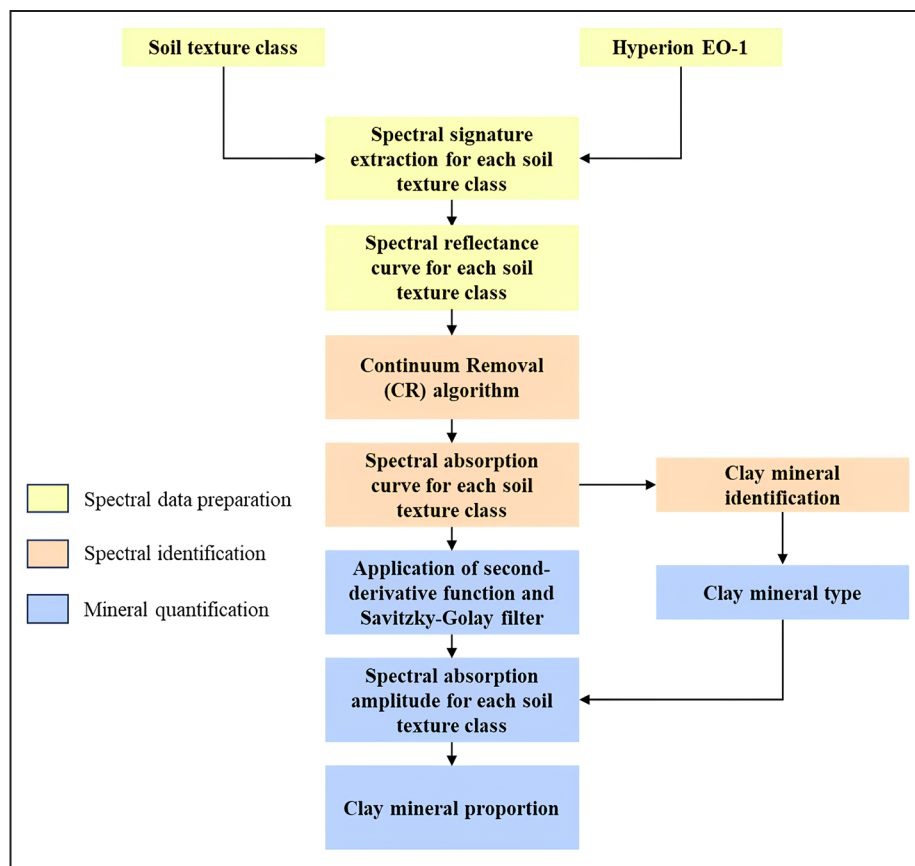 Soil texture class
Hyperion EO-1
Spectral signature
extraction for each soil
texture class
Spectral reflectance
curve for each soil
texture class
Continuum Removal
(CR) algorithm
Spectral absorption
curve for each soil
texture class
Clay mineral
identification
Application of second-
derivative function and
Savitzky-Golay filter
Clay mineral type
Spectral absorption
amplitude for each soil
texture class
Clay mineral proportion
Spectral data preparation
Spectral identification
Mineral quantification